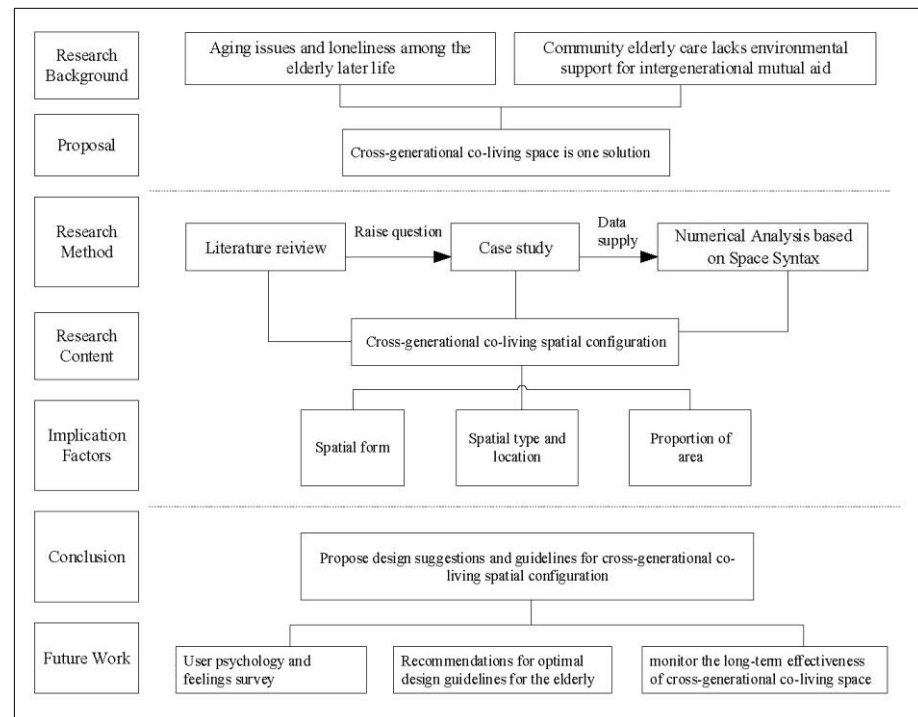 Research
Background
Aging issues and loneliness among the
elderly later life
Community elderly care lacks environmental
support for intergenerational mutual aid
Proposal
Cross-generational co-living space is one solution
Research
Method
Literature reiview
Raise question
Case study
Data
supply
Numerical Analysis based
on Space Syntax
Research
Content
Cross-generational co-living spatial configuration
Implication
Factors
Spatial form
Spatial type and
location
Proportion of
area
Conclusion
Propose design suggestions and guidelines for cross-generational co-
living spatial configuration
Future Work
User psychology and
feelings survey
Recommendations for optimal
design guidelines for the elderly
monitor the long-term effectiveness
of cross-generational co-living space